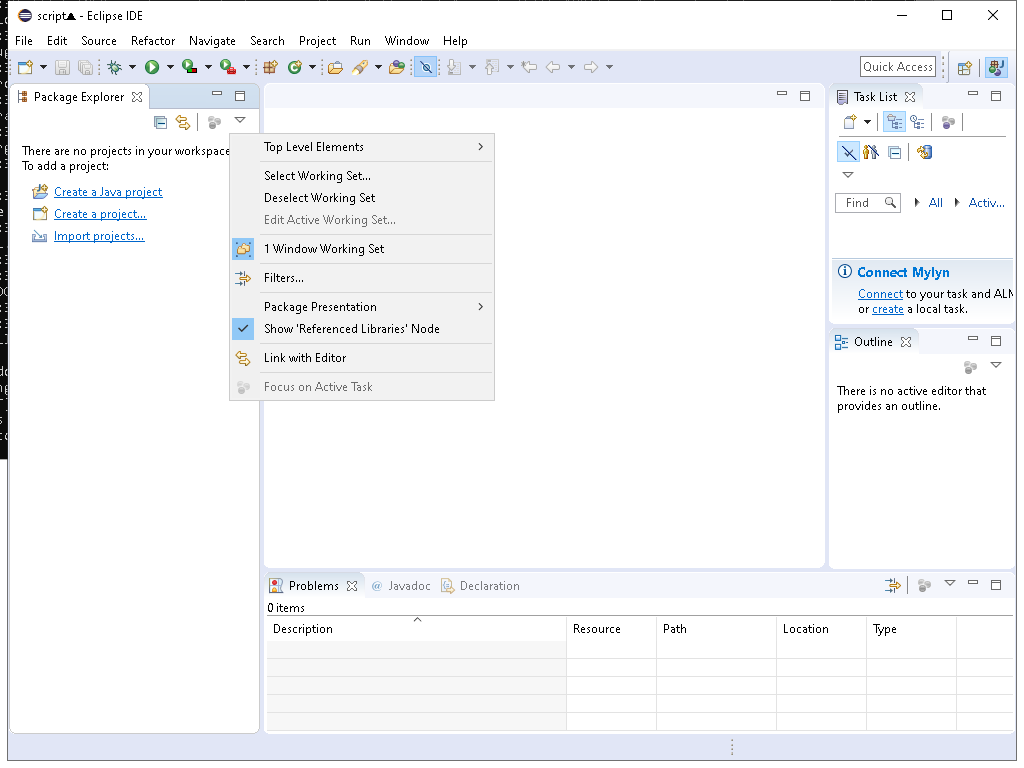 script▲ - Eclipse IDE
File Edit Source Refactor Navigate Search Project Run Window Help
Quick Access
Package Explorer
There are no projects in your workspace
To add a project:
Create a Java project
Create a project...
Import projects...
Top Level Elements
Select Working Set...
Deselect Working Set
Edit Active Working Set...
1 Window Working Set
Filters...
Package Presentation
Show 'Referenced Libraries' Node
Link with Editor
Focus on Active Task
Task List
Find All Activ...
Connect Mylyn
Connect to your task and ALM
or create a local task.
Outline
There is no active editor that
provides an outline.
Problems @ Javadoc Declaration
0 items
Description Resource Path Location Type